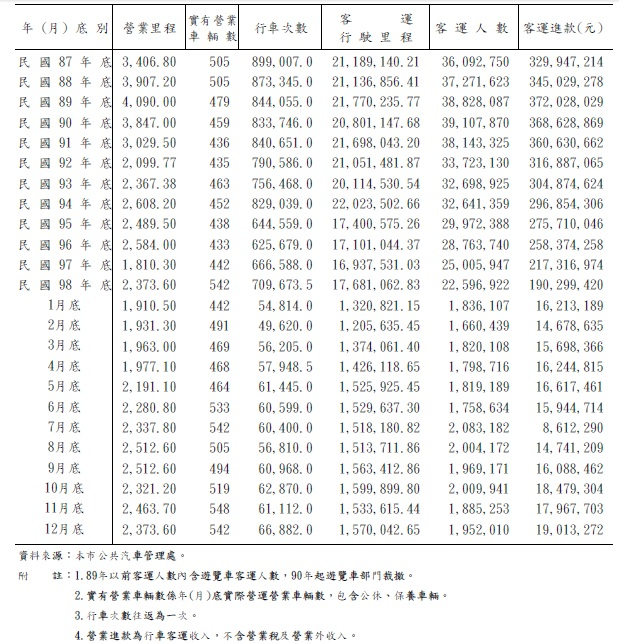 年(月)底別 營業里程 實有營業車輛數 行車次數 客運行駛里程 客運人數 客運進款(元)
民國87年底 3,406.80 505 899,007.0 21,189,140.21 36,092,750 329,947,214
民國88年底 3,907.20 505 873,345.0 21,136,856.41 37,271,623 345,029,278
民國89年底 4,090.00 479 844,055.0 21,770,235.77 38,828,087 372,028,029
民國90年底 3,847.00 459 833,746.0 20,801,147.68 39,107,870 368,628,869
民國91年底 3,029.50 436 840,651.0 21,698,043.20 38,143,325 360,630,662
民國92年底 2,099.77 435 790,586.0 21,051,481.87 33,723,130 316,887,065
民國93年底 2,367.38 463 756,468.0 20,114,530.54 32,698,925 304,874,624
民國94年底 2,608.20 452 829,039.0 22,023,502.66 32,641,359 296,854,306
民國95年底 2,489.50 438 644,559.0 17,400,575.26 29,972,388 275,710,046
民國96年底 2,584.00 433 625,679.0 17,101,044.37 28,763,740 258,374,258
民國97年底 1,810.30 442 666,588.0 16,937,531.03 25,005,947 217,316,974
民國98年底 2,373.60 542 709,673.5 17,681,062.83 22,596,922 190,299,420
1月底 1,910.50 442 54,814.0 1,320,821.15 1,836,107 16,213,189
2月底 1,931.30 491 49,620.0 1,205,635.45 1,660,439 14,678,635
3月底 1,963.00 469 56,205.0 1,374,061.40 1,820,108 15,698,366
4月底 1,977.10 468 57,948.5 1,426,118.65 1,798,716 16,244,815
5月底 2,191.10 464 61,445.0 1,525,925.45 1,819,189 16,617,461
6月底 2,280.80 533 60,599.0 1,529,637.30 1,758,634 15,944,714
7月底 2,337.80 542 60,400.0 1,518,180.82 2,083,182 8,612,290
8月底 2,512.60 505 56,810.0 1,513,711.86 2,004,172 14,741,209
9月底 2,512.60 494 60,968.0 1,563,412.86 1,969,171 16,088,462
10月底 2,321.20 519 62,870.0 1,599,899.80 2,009,941 18,479,304
11月底 2,463.70 548 61,112.0 1,533,615.44 1,885,253 17,967,703
12月底 2,373.60 542 66,882.0 1,570,042.65 1,952,010 19,013,272
資料來源：本市公共汽車管理處。
附 註：1.89年以前客運人數內含遊覽車客運人數，90年起遊覽車部門裁撤。
2.實有營業車輛數係年(月)底實際營運營業車輛數，包含公休、保養車輛。
3.行車次數往返為一次。
4.營業進款為行車客運收入，不含營業稅及營業外收入。